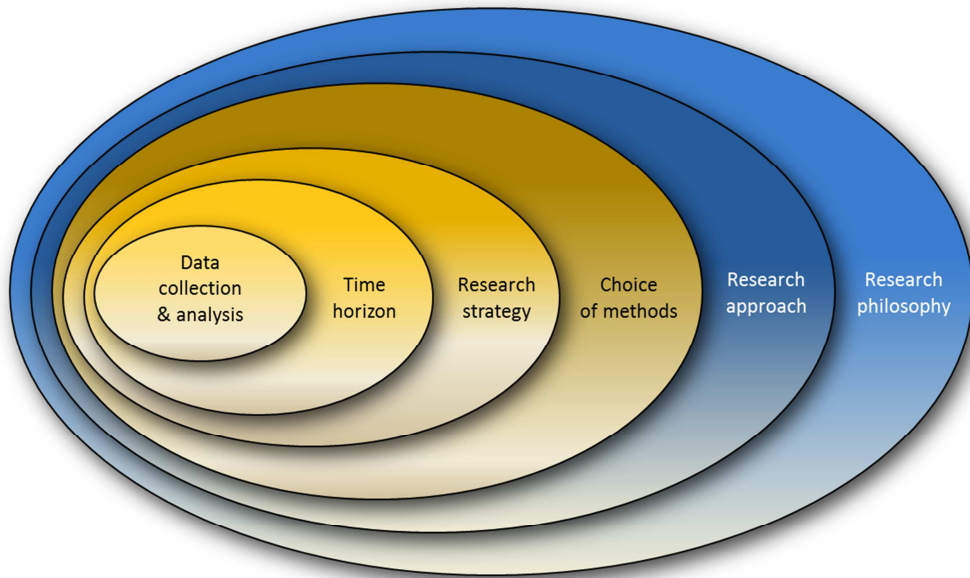 Data
collection
& analysis
Time
horizon
Research
strategy
Choice
of methods
Research
approach
Research
philosophy